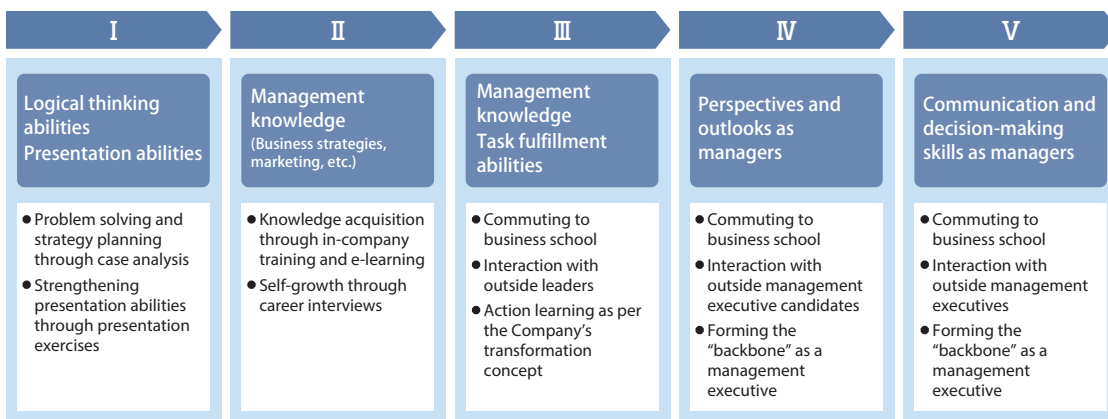 I
II
III
IV
V
Logical thinking
abilities
Presentation abilities
Management
knowledge
(Business strategies,
marketing, etc.)
Management
knowledge
Task fulfillment
abilities
Perspectives and
outlooks as
managers
Communication and
decision-making
skills as managers
● Problem solving and
strategy planning
through case analysis
● Strengthening
presentation abilities
through presentation
exercises
● Knowledge acquisition
through in-company
training and e-learning
● Self-growth through
career interviews
● Commuting to
business school
● Interaction with
outside leaders
● Action learning as per
the Company’s
transformation
concept
● Commuting to
business school
● Interaction with
outside management
executive candidates
● Forming the
“backbone” as a
management
executive
● Commuting to
business school
● Interaction with
outside management
executives
● Forming the
“backbone” as a
management
executive